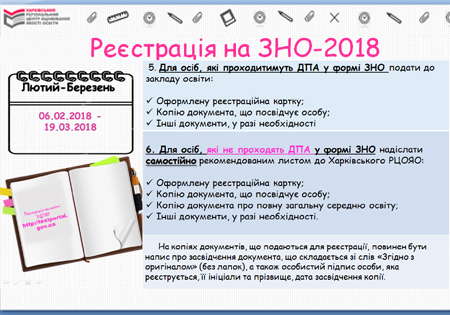 ХАРКІВСЬКИЙ
РЕГІОНАЛЬНИЙ
ЦЕНТР ОЦІНЮВАННЯ
ЯКОСТІ ОСВІТИ
Реєстрація на ЗНО-2018
Лютий-Березень
06.02.2018 -
19.03.2018
http://testportal.
gov.ua
5. Для осіб, які проходитимуть ДПА у формі ЗНО подати до
закладу освіти:
✓ Оформлену реєстраційна картку;
✓ Копію документа, що посвідчує особу;
✓ Інші документи, у разі необхідності
6. Для осіб, які не проходять ДПА у формі ЗНО надіслати
самостійно рекомендованим листом до Харківського РЦОЯО:
✓ Оформлену реєстраційна картку;
✓ Копію документа, що посвідчує особу;
✓ Копію документа про повну загальну середню освіту;
✓ Інші документи, у разі необхідності.
На копіях документів, що подаються для реєстрації, повинен бути
напис про засвідчення документа, що складається зі слів «Згідно з
оригіналом» (без лапок), а також особистий підпис особи, яка
реєструється, її ініціали та прізвище, дата засвідчення копії.